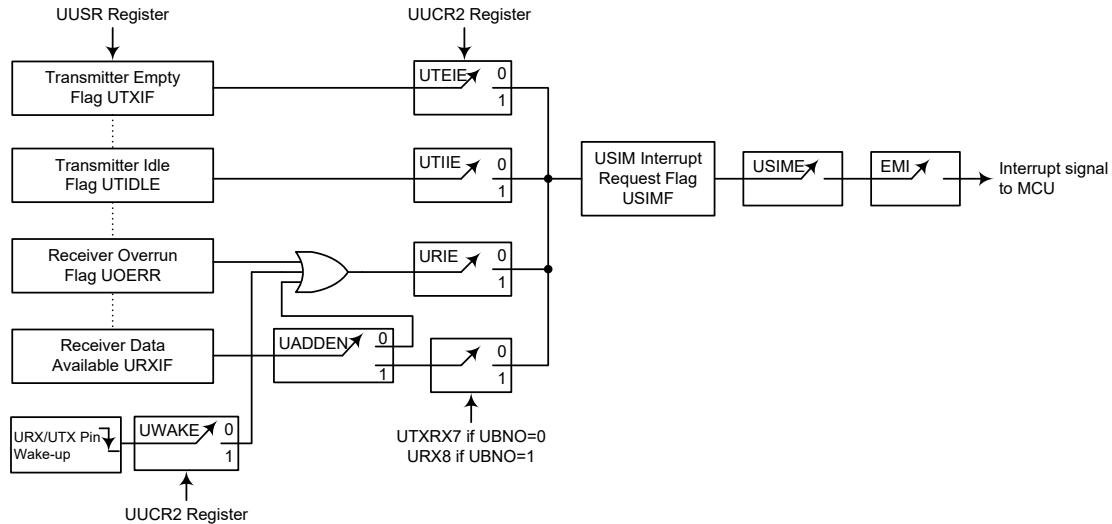 UUSR Register
UUCR2 Register
Transmitter Empty
Flag UTXIF
UTEIE
0
1
Transmitter Idle
Flag UTIDLE
UTIIE
0
1
USIM Interrupt
Request Flag
USIMF
USIME
EMI
Interrupt signal
to MCU
Receiver Overrun
Flag UOERR
URIE
0
1
Receiver Data
Available URXIF
UADDEN
0
1
0
1
URX/UTX Pin
Wake-up
UWAKE
0
1
UTXRX7 if UBNO=0
URX8 if UBNO=1
UUCR2 Register